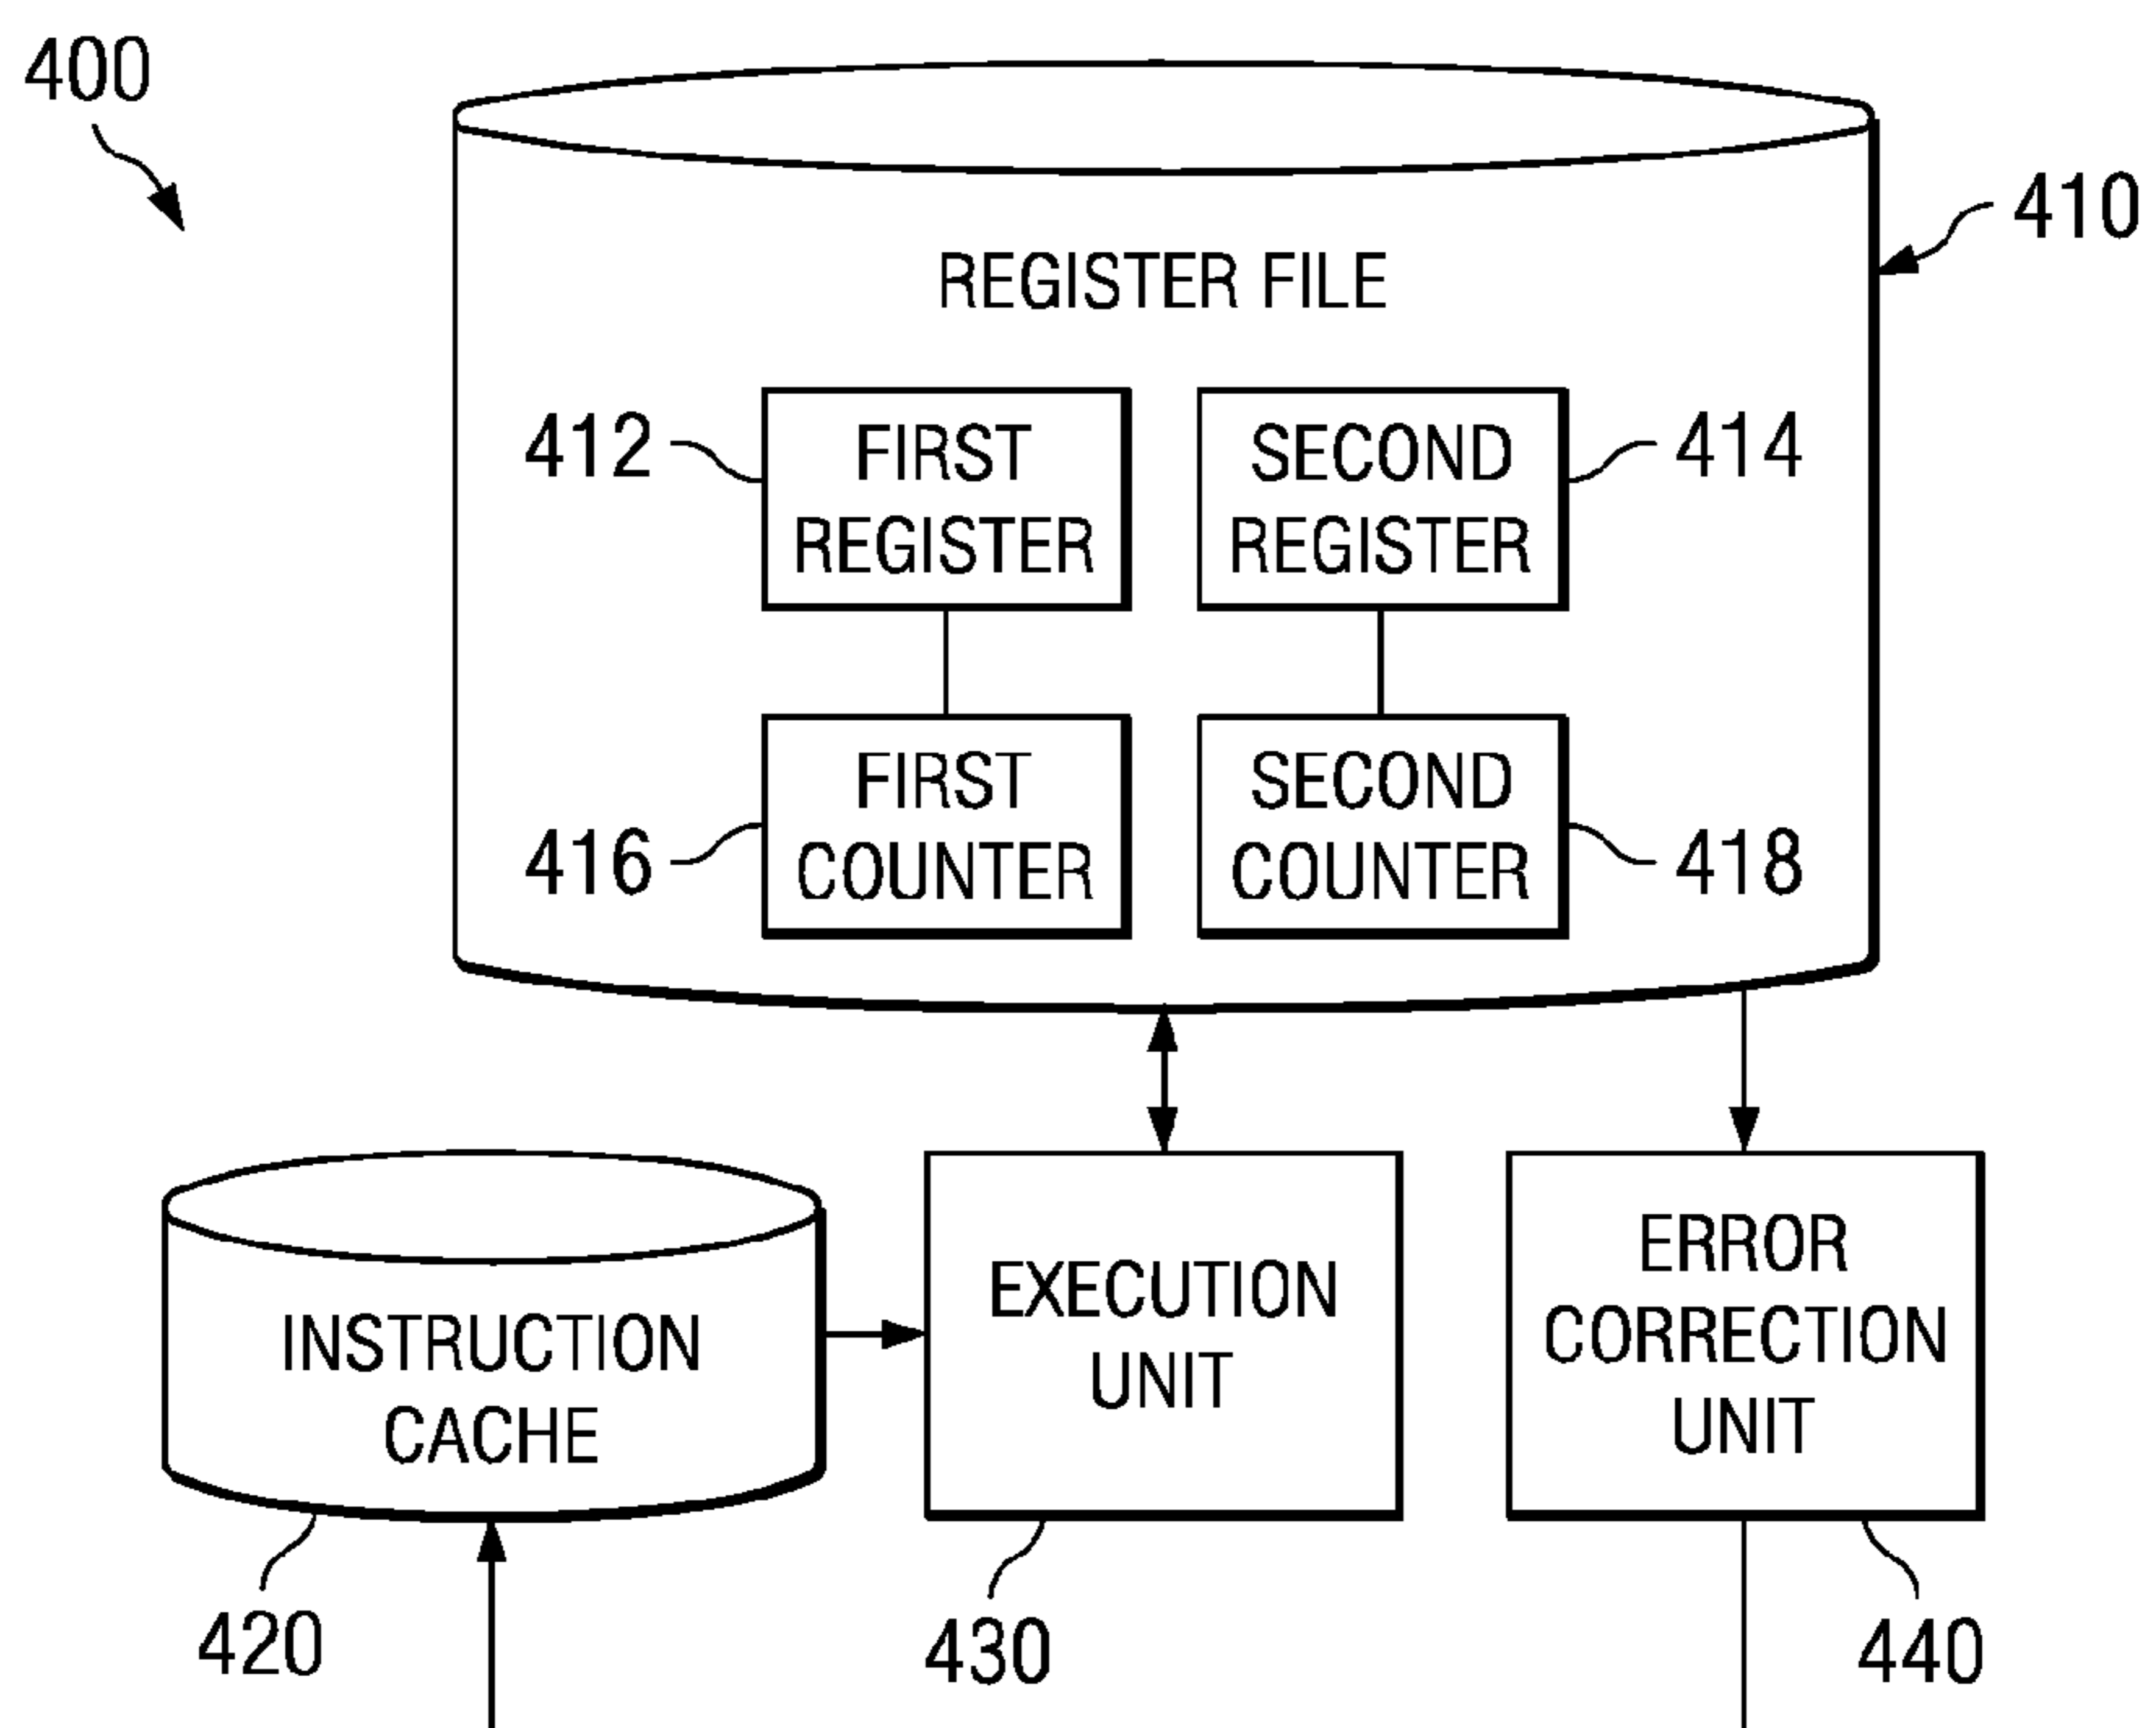 400
410
REGISTER FILE
412
FIRST
REGISTER
SECOND
REGISTER
414
416
FIRST
COUNTER
SECOND
COUNTER
418
INSTRUCTION
CACHE
EXECUTION
UNIT
ERROR
CORRECTION
UNIT
420
430
440